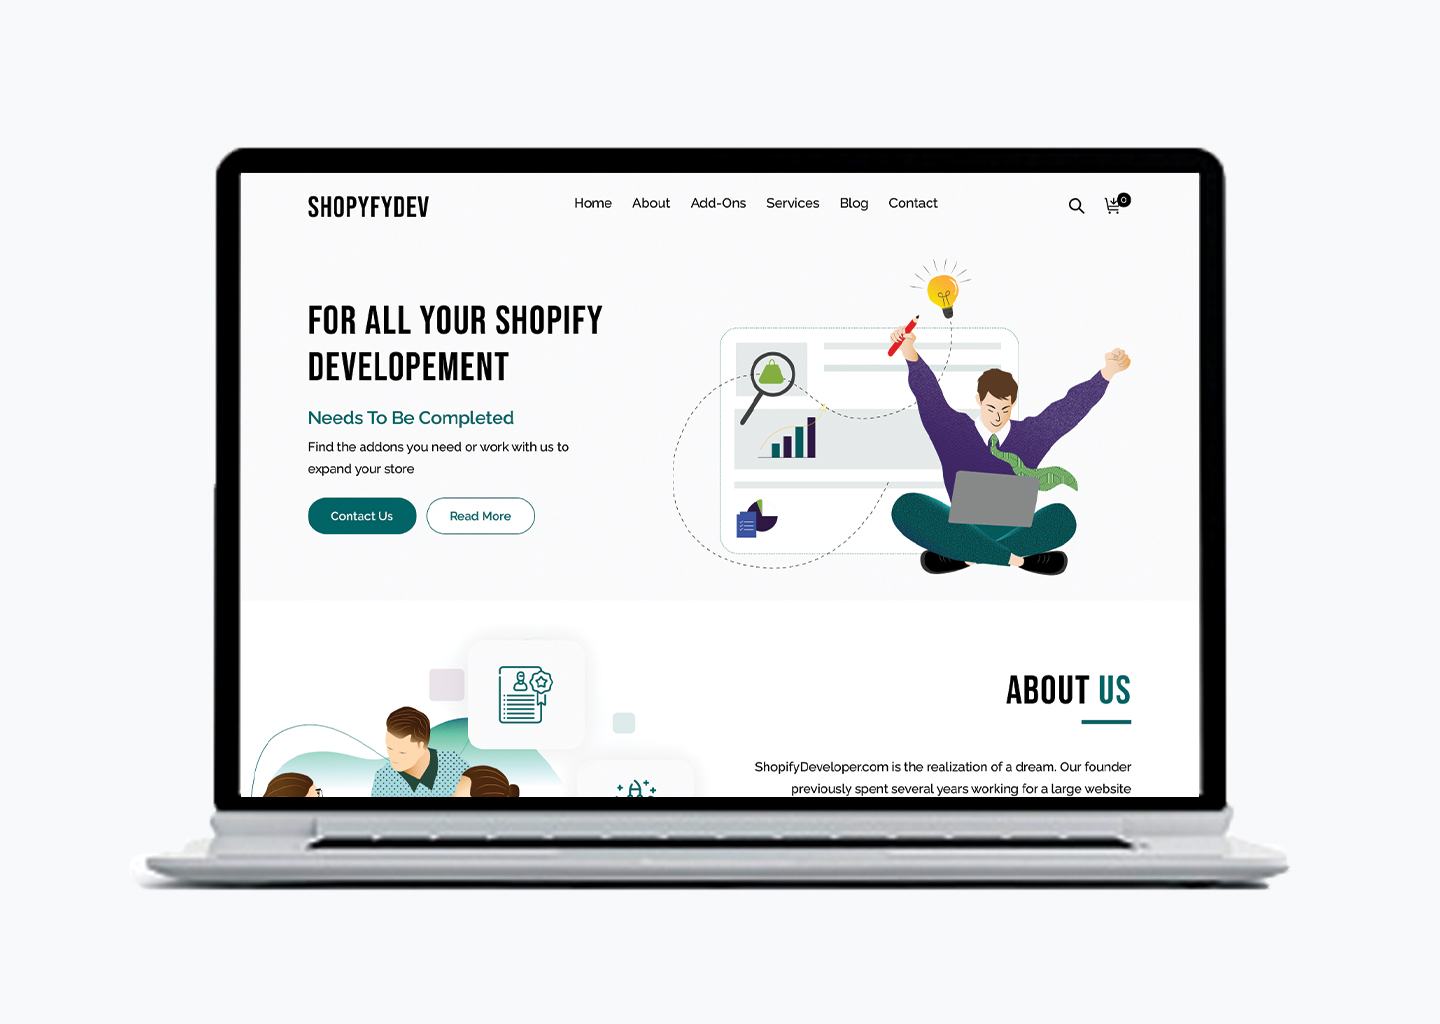 SHOPYFYDEV
Home About Add-Ons Services Blog Contact
0
FOR ALL YOUR SHOPIFY
DEVELOPEMENT
Needs To Be Completed
Find the addons you need or work with us to
expand your store
Contact Us Read More
ABOUT US
ShopifyDeveloper.com is the realization of a dream. Our founder
previously spent several years working for a large website